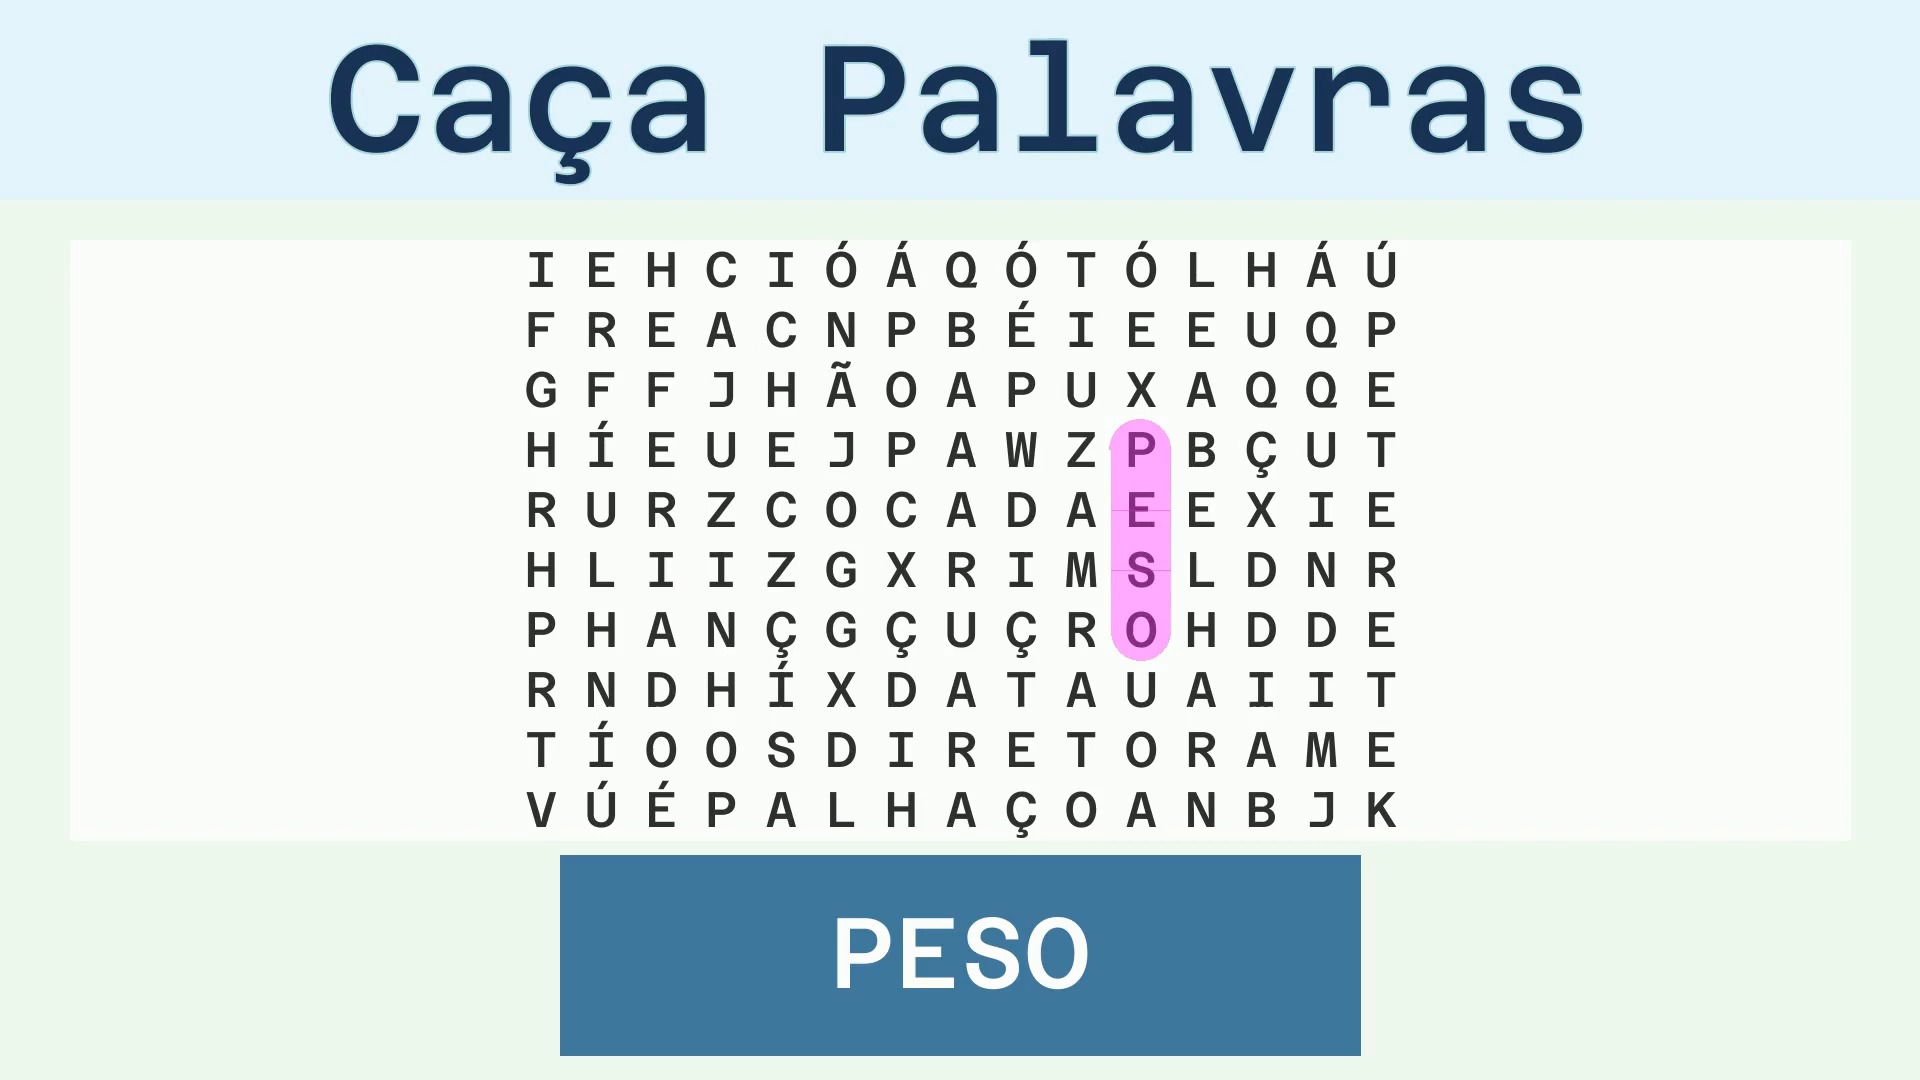 Caça Palavras
I E H C I Ó Á Q Ó T Ó L H Á Ú
F R E A C N P B É I E E U Q P
G F F J H Ã O A P U X A Q Q E
H Í E U E J P A W Z P B Ç U T
R U R Z C O C A D A E E X I E
H L I I Z G X R I M S L D N R
P H A N Ç G Ç U Ç R O H D D E
R N D H Í X D A T A U A I I T
T Í O O S D I R E T O R A M E
V Ú É P A L H A Ç O A N B J K
PESO